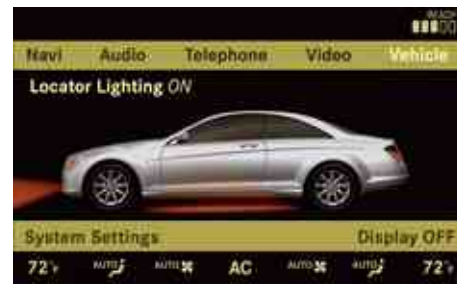 READY
Navi Audio Telephone Video Vehicle
Locator Lighting ON
System Settings Display OFF
72°F AUTO AUTO AC AUTO AUTO 72°F